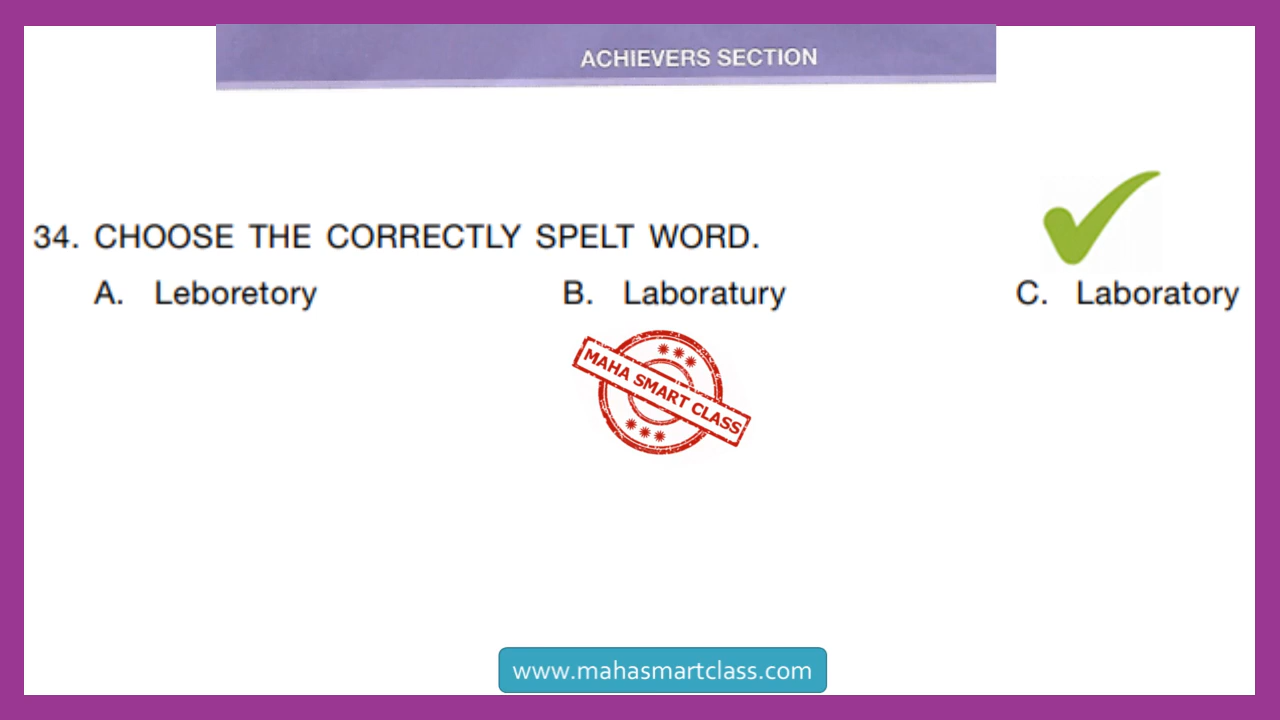 ACHIEVERS SECTION
34. CHOOSE THE CORRECTLY SPELT WORD.
A. Leboretory B. Laboratury C. Laboratory
MAHA SMART CLASS
www.mahasmartclass.com